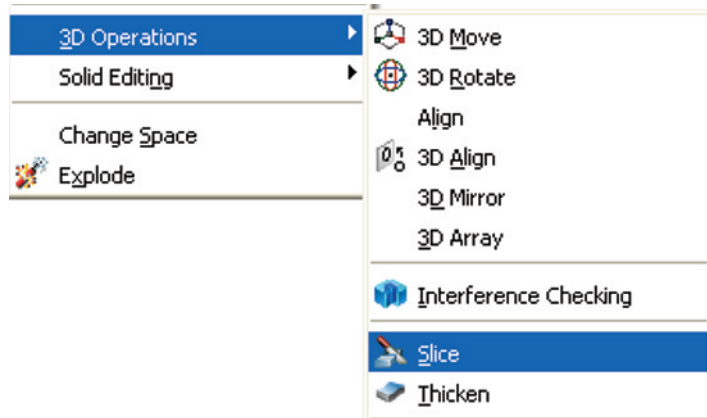 3D Operations
Solid Editing
Change Space
Explode
3D Move
3D Rotate
Align
3D Align
3D Mirror
3D Array
Interference Checking
Slice
Thicken